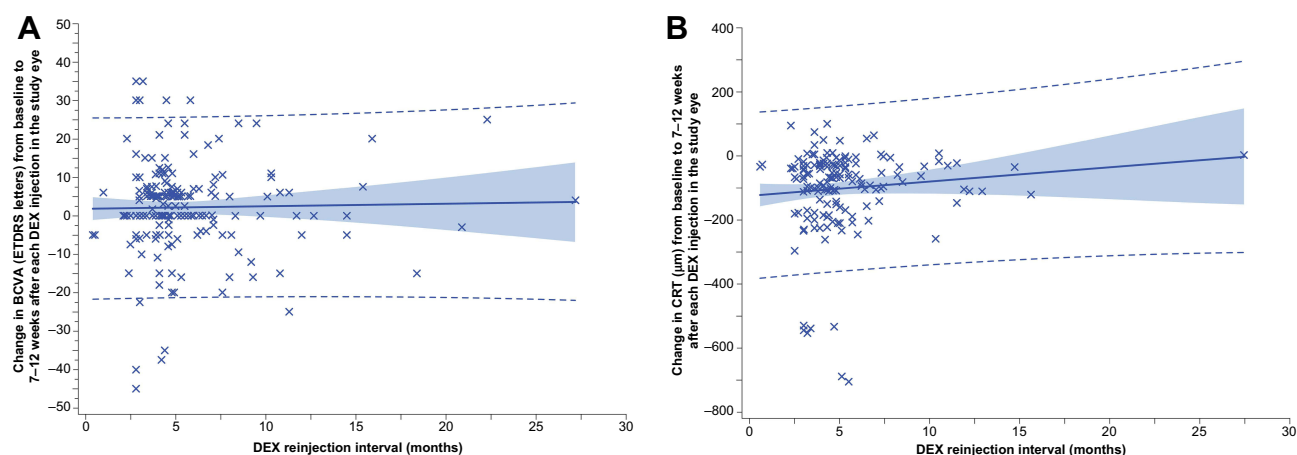 A
Change in BCVA (ETDRS letters) from baseline to
7–12 weeks after each DEX injection in the study eye
50
40
30
20
10
0
–10
–20
–30
–40
–50
0 5 10 15 20 25 30
DEX reinjection interval (months)
B
Change in CRT (μm) from baseline to 7–12 weeks
after each DEX injection in the study eye
400
200
0
–200
–400
–600
–800
0 5 10 15 20 25 30
DEX reinjection interval (months)